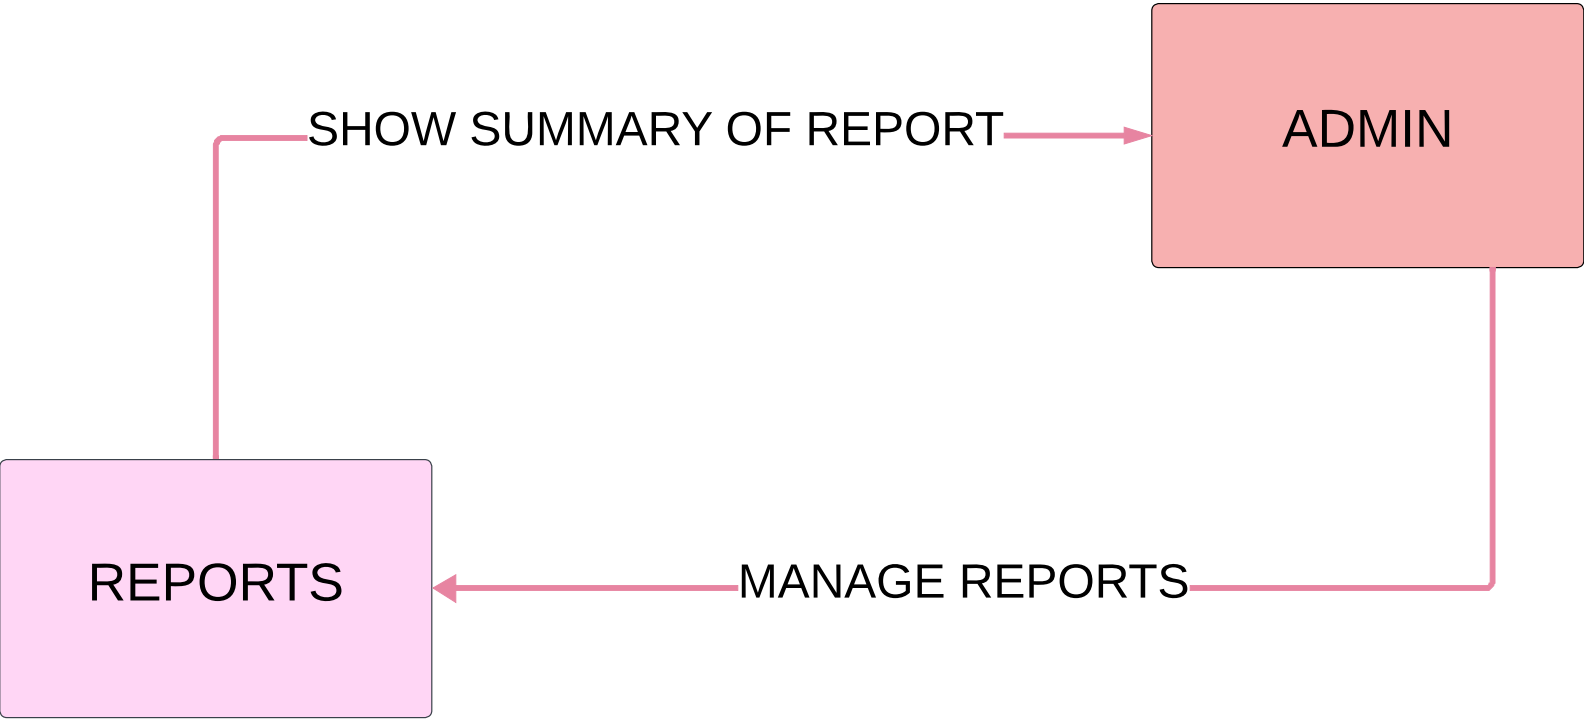 SHOW SUMMARY OF REPORT
ADMIN
REPORTS
MANAGE REPORTS